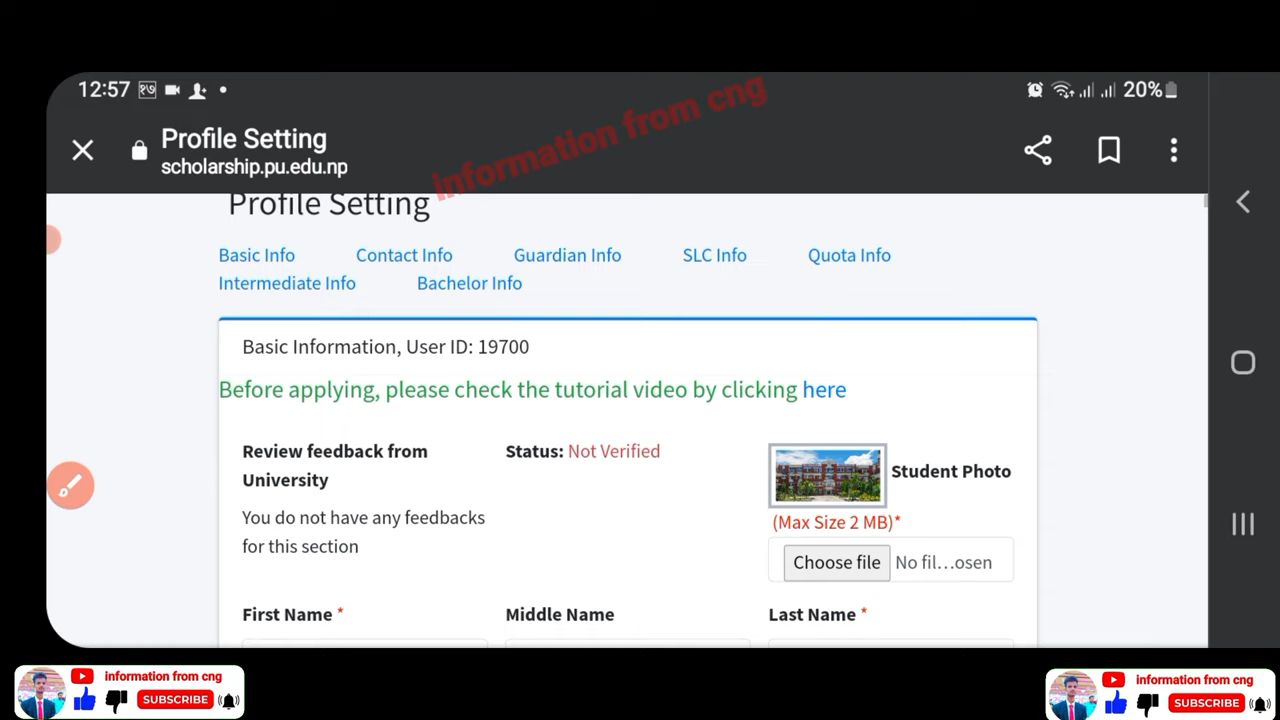 12:57
20%
Profile Setting
scholarship.pu.edu.np
information from cng
Profile Setting
Basic Info Contact Info Guardian Info SLC Info Quota Info
Intermediate Info Bachelor Info
Basic Information, User ID: 19700
Before applying, please check the tutorial video by clicking here
Review feedback from
University
You do not have any feedbacks
for this section
Status: Not Verified
Student Photo
(Max Size 2 MB)*
Choose file No fil...osen
First Name * Middle Name Last Name *
information from cng
SUBSCRIBE
information from cng
SUBSCRIBE